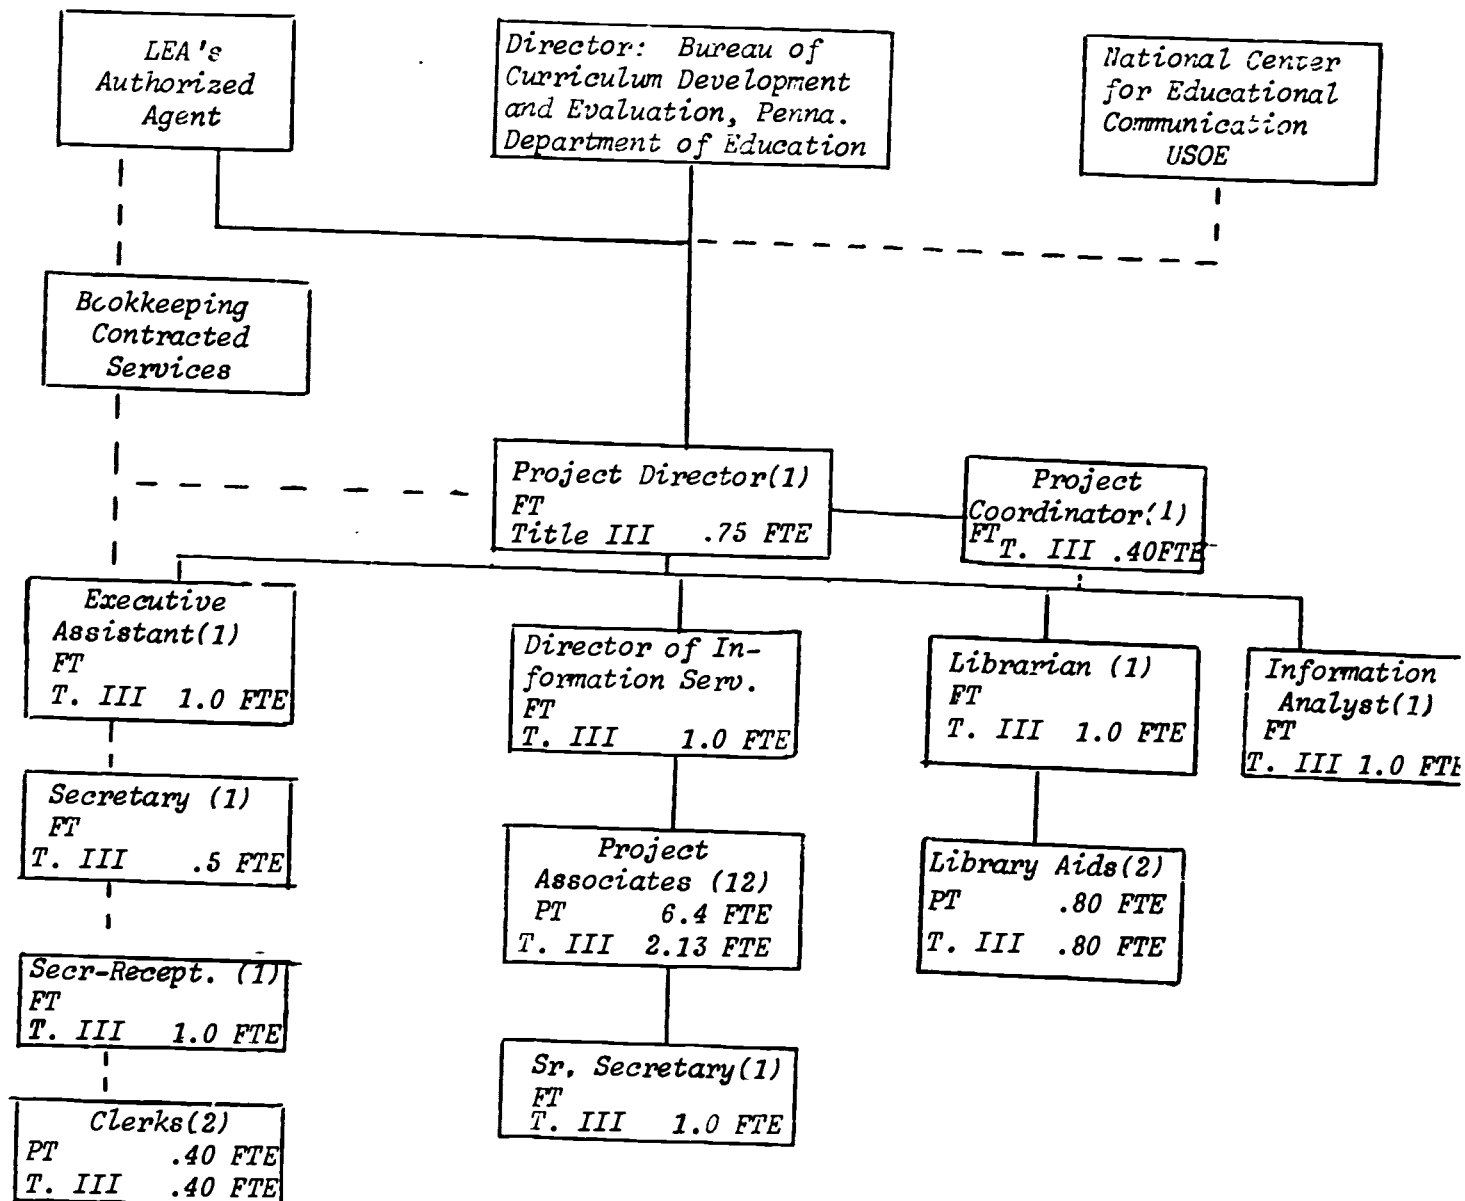 LEA's
Authorized
Agent
Director: Bureau of
Curriculum Development
and Evaluation, Penna.
Department of Education
National Center
for Educational
Communication
USOE
Bookkeeping
Contracted
Services
Project Director(1)
FT
Title III .75 FTE
Project
Coordinator(1)
FT
T. III .40FTE
Executive
Assistant(1)
FT
T. III 1.0 FTE
Director of In-
formation Serv.
FT
T. III 1.0 FTE
Librarian (1)
FT
T. III 1.0 FTE
Information
Analyst(1)
FT
T. III 1.0 FTE
Secretary (1)
FT
T. III .5 FTE
Project
Associates (12)
PT 6.4 FTE
T. III 2.13 FTE
Library Aids(2)
PT .80 FTE
T. III .80 FTE
Secr-Recept. (1)
FT
T. III 1.0 FTE
Sr. Secretary(1)
FT
T. III 1.0 FTE
Clerks(2)
PT .40 FTE
T. III .40 FTE